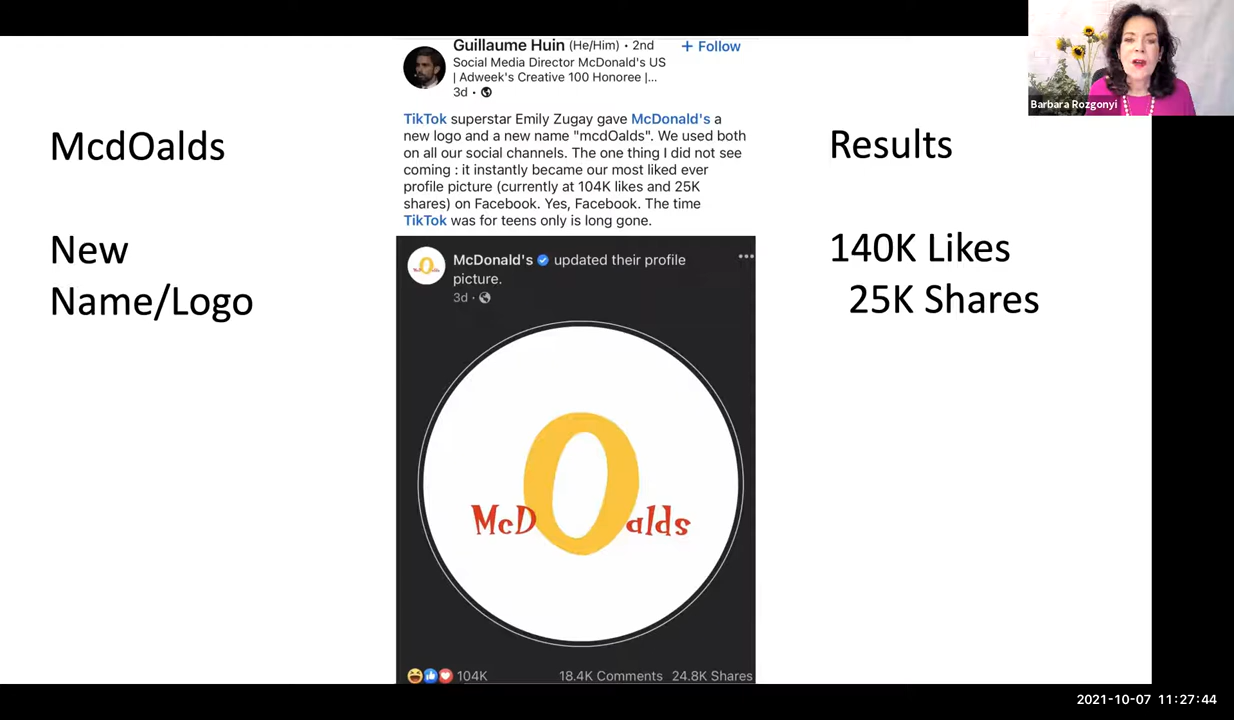 Barbara Rozgonyi
McdOalds
New
Name/Logo
Guillaume Huin (He/Him) • 2nd
+ Follow
Social Media Director McDonald's US
| Adweek's Creative 100 Honoree |...
3d •
TikTok superstar Emily Zugay gave McDonald's a
new logo and a new name "mcdOalds". We used both
on all our social channels. The one thing I did not see
coming : it instantly became our most liked ever
profile picture (currently at 104K likes and 25K
shares) on Facebook. Yes, Facebook. The time
TikTok was for teens only is long gone.
McDonald's updated their profile
picture.
3d •
McDOalds
104K
18.4K Comments 24.8K Shares
Results
140K Likes
25K Shares
2021-10-07 11:27:44